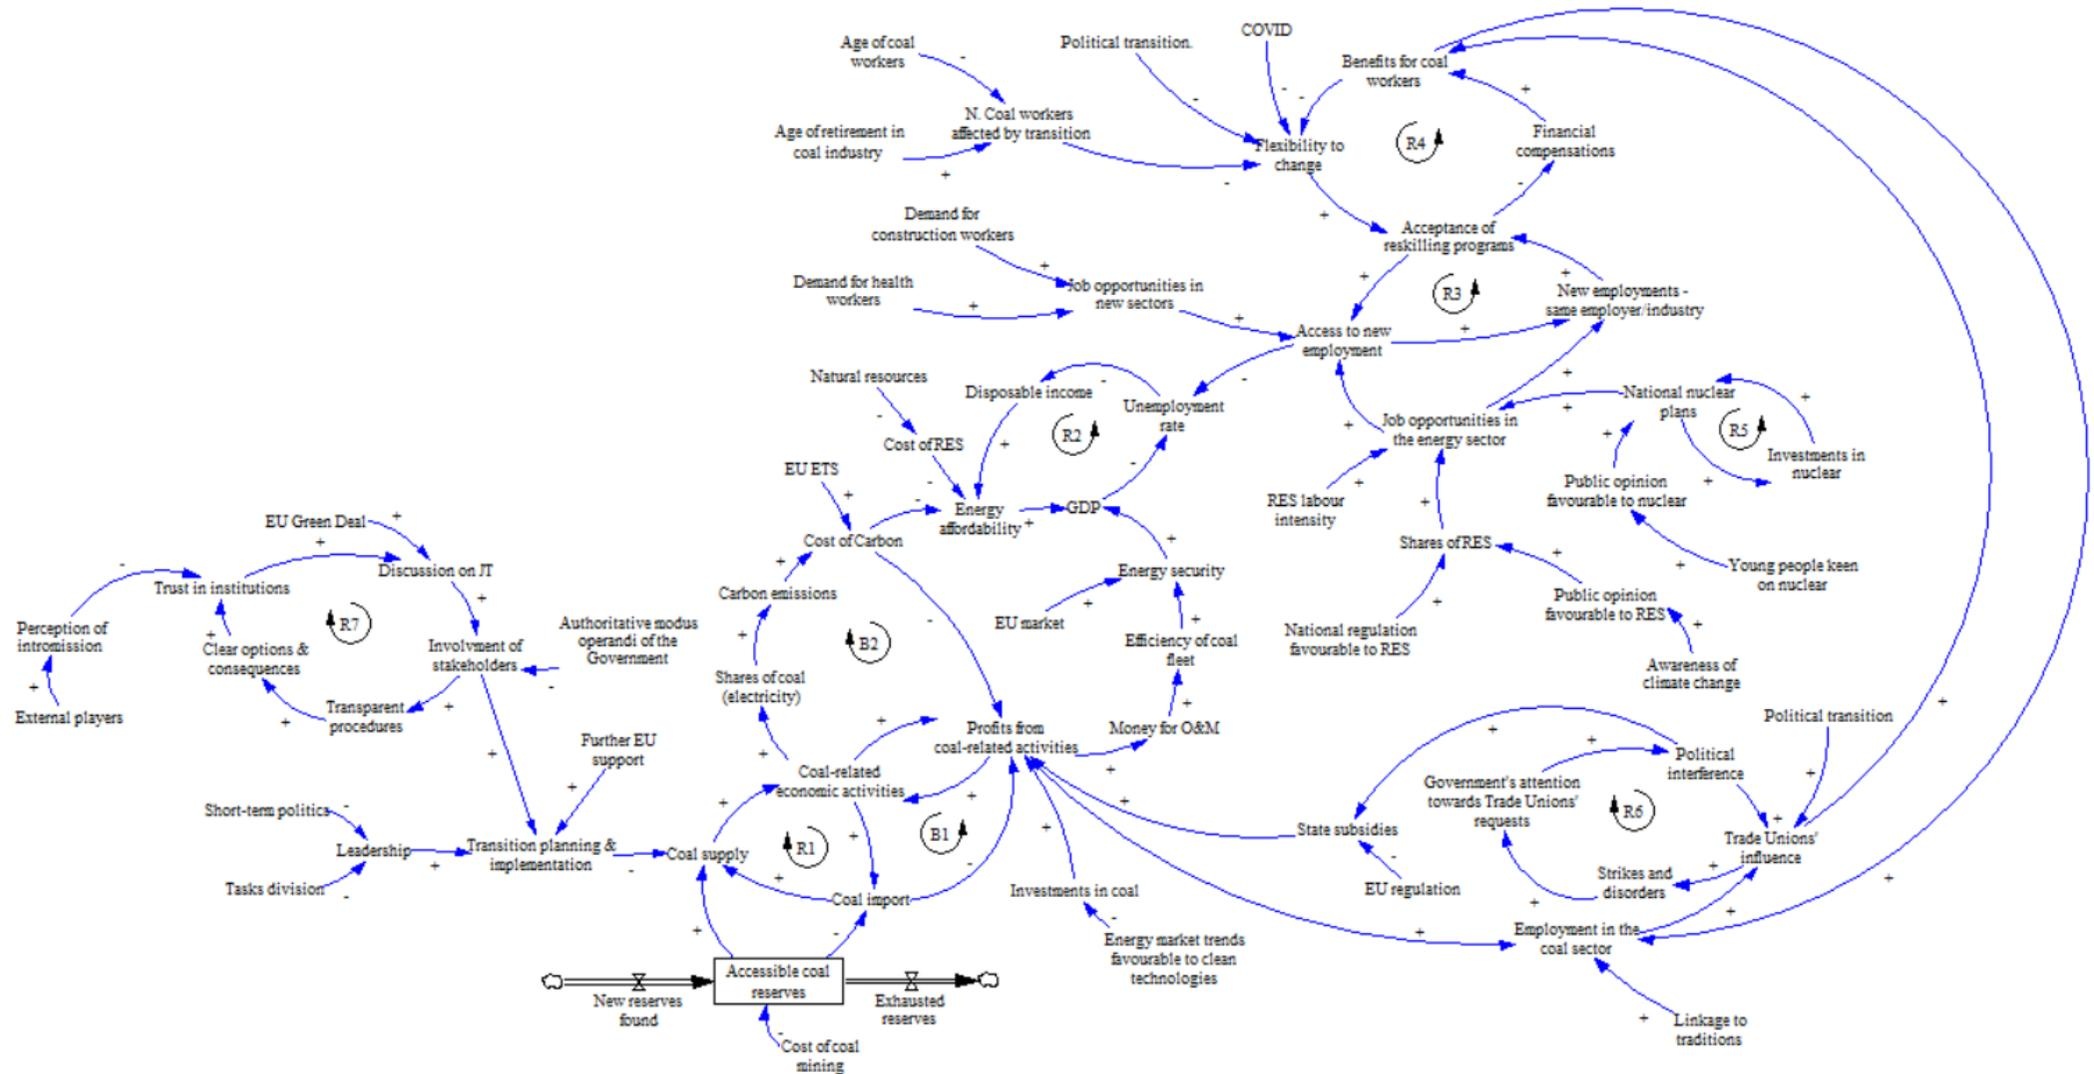 COVID
Age of coal
workers
Political transition.
Benefits for coal
workers
N. Coal workers
affected by transition
Age of retirement in
coal industry
Flexibility to
change
R4
Financial
compensations
Demand for
construction workers
Acceptance of
reskilling programs
Demand for health
workers
Job opportunities in
new sectors
R3
New employments -
same employer/industry
Access to new
employment
Natural resources
Disposable income
Unemployment
rate
R2
Cost of RES
National nuclear
plans
R5
Job opportunities in
the energy sector
Investments in
nuclear
EU ETS
Energy
affordability
GDP
RES labour
intensity
Public opinion
favourable to nuclear
EU Green Deal
Cost of Carbon
Shares of RES
Discussion on JT
Trust in institutions
Energy security
Young people keen
on nuclear
Carbon emissions
Public opinion
favourable to RES
R7
EU market
National regulation
favourable to RES
Perception of
intromission
Clear options &
consequences
Involvment of
stakeholders
Authoritative modus
operandi of the
Government
B2
Efficiency of coal
fleet
Shares of coal
(electricity)
Awareness of
climate change
External players
Transparent
procedures
Profits from
coal-related activities
Money for O&M
Political transition
Further EU
support
Political
interference
Coal-related
economic activities
Government's attention
towards Trade Unions'
requests
R6
Short-term politics
State subsidies
Leadership
Transition planning &
implementation
Coal supply
R1
B1
Trade Unions'
influence
Tasks division
Coal import
Investments in coal
EU regulation
Strikes and
disorders
Employment in the
coal sector
Energy market trends
favourable to clean
technologies
Accessible coal
reserves
New reserves
found
Exhausted
reserves
Linkage to
traditions
Cost of coal
mining